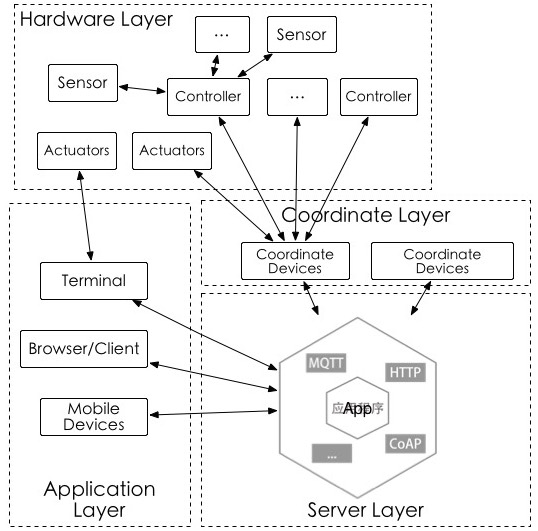 Hardware Layer
...
Sensor
Sensor
Controller
...
Controller
Actuators
Actuators
Coordinate Layer
Coordinate
Devices
Coordinate
Devices
Terminal
Browser/Client
Mobile
Devices
Application
Layer
MQTT
HTTP
应用程序
App
...
CoAP
Server Layer